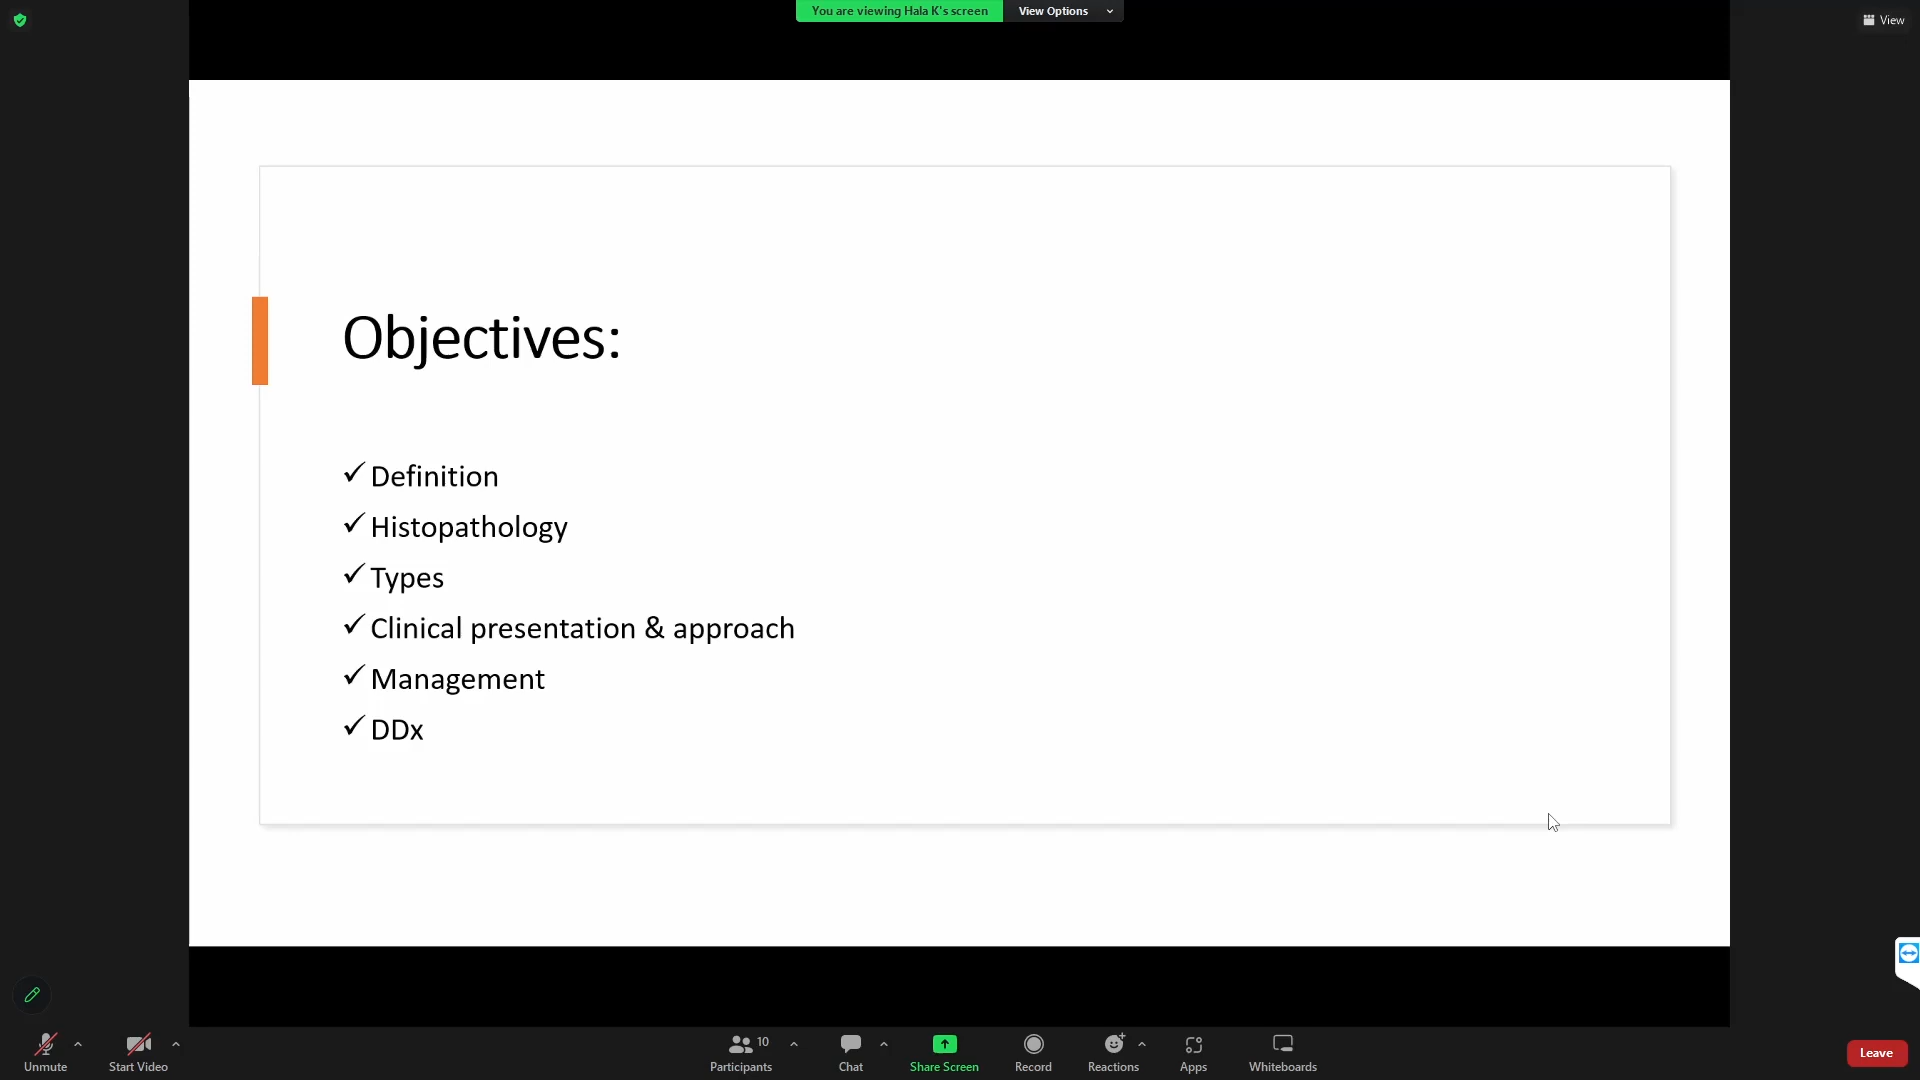 You are viewing Hala K's screen
View Options
View
Objectives:
✓ Definition
✓ Histopathology
✓ Types
✓ Clinical presentation & approach
✓ Management
✓ DDx
Unmute
Start Video
10
Participants
Chat
Share Screen
Record
Reactions
Apps
Whiteboards
Leave